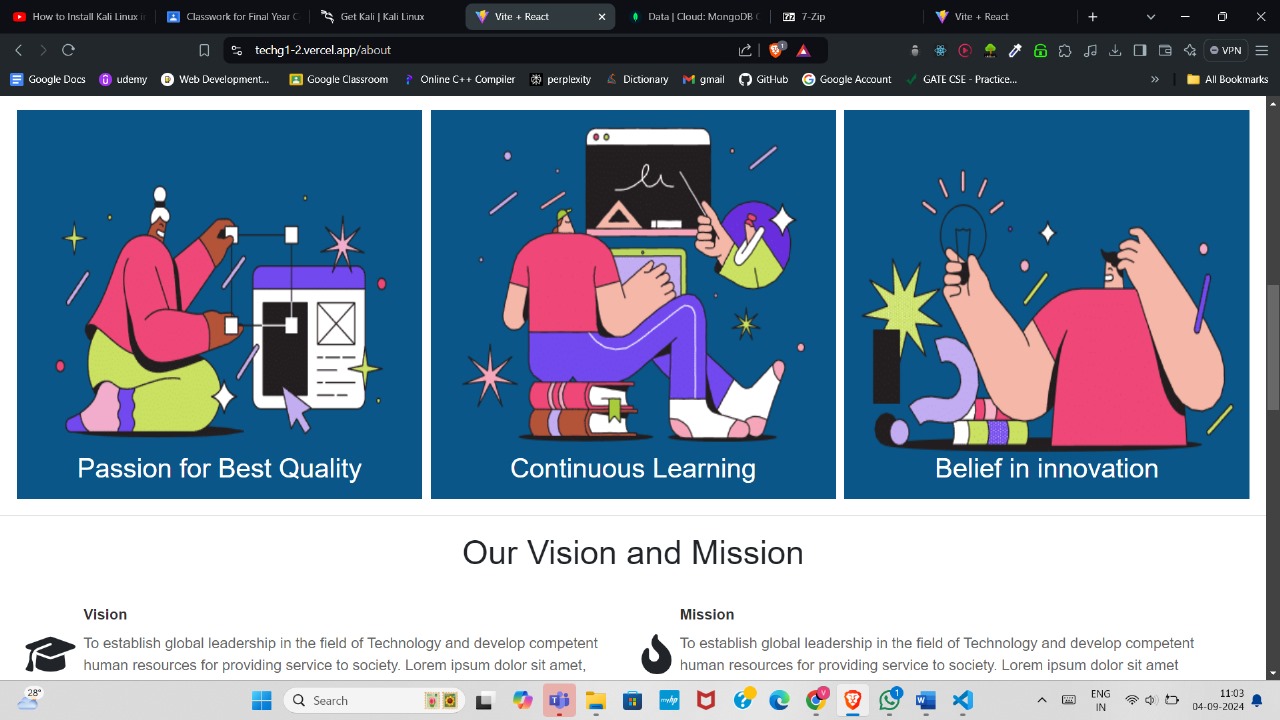 How to Install Kali Linux i
Classwork for Final Year C
Get Kali | Kali Linux
Vite + React
Data | Cloud: MongoDB C
7-Zip
Vite + React
techg1-2.vercel.app/about
1
VPN
Google Docs
udemy
Web Development...
Google Classroom
Online C++ Compiler
perplexity
Dictionary
gmail
GitHub
Google Account
GATE CSE - Practice...
»
All Bookmarks
Passion for Best Quality
Continuous Learning
Belief in innovation
Our Vision and Mission
Vision
To establish global leadership in the field of Technology and develop competent
human resources for providing service to society. Lorem ipsum dolor sit amet,
Mission
To establish global leadership in the field of Technology and develop competent
human resources for providing service to society. Lorem ipsum dolor sit amet
28°
Search
1
ENG
IN
11:03
04-09-2024